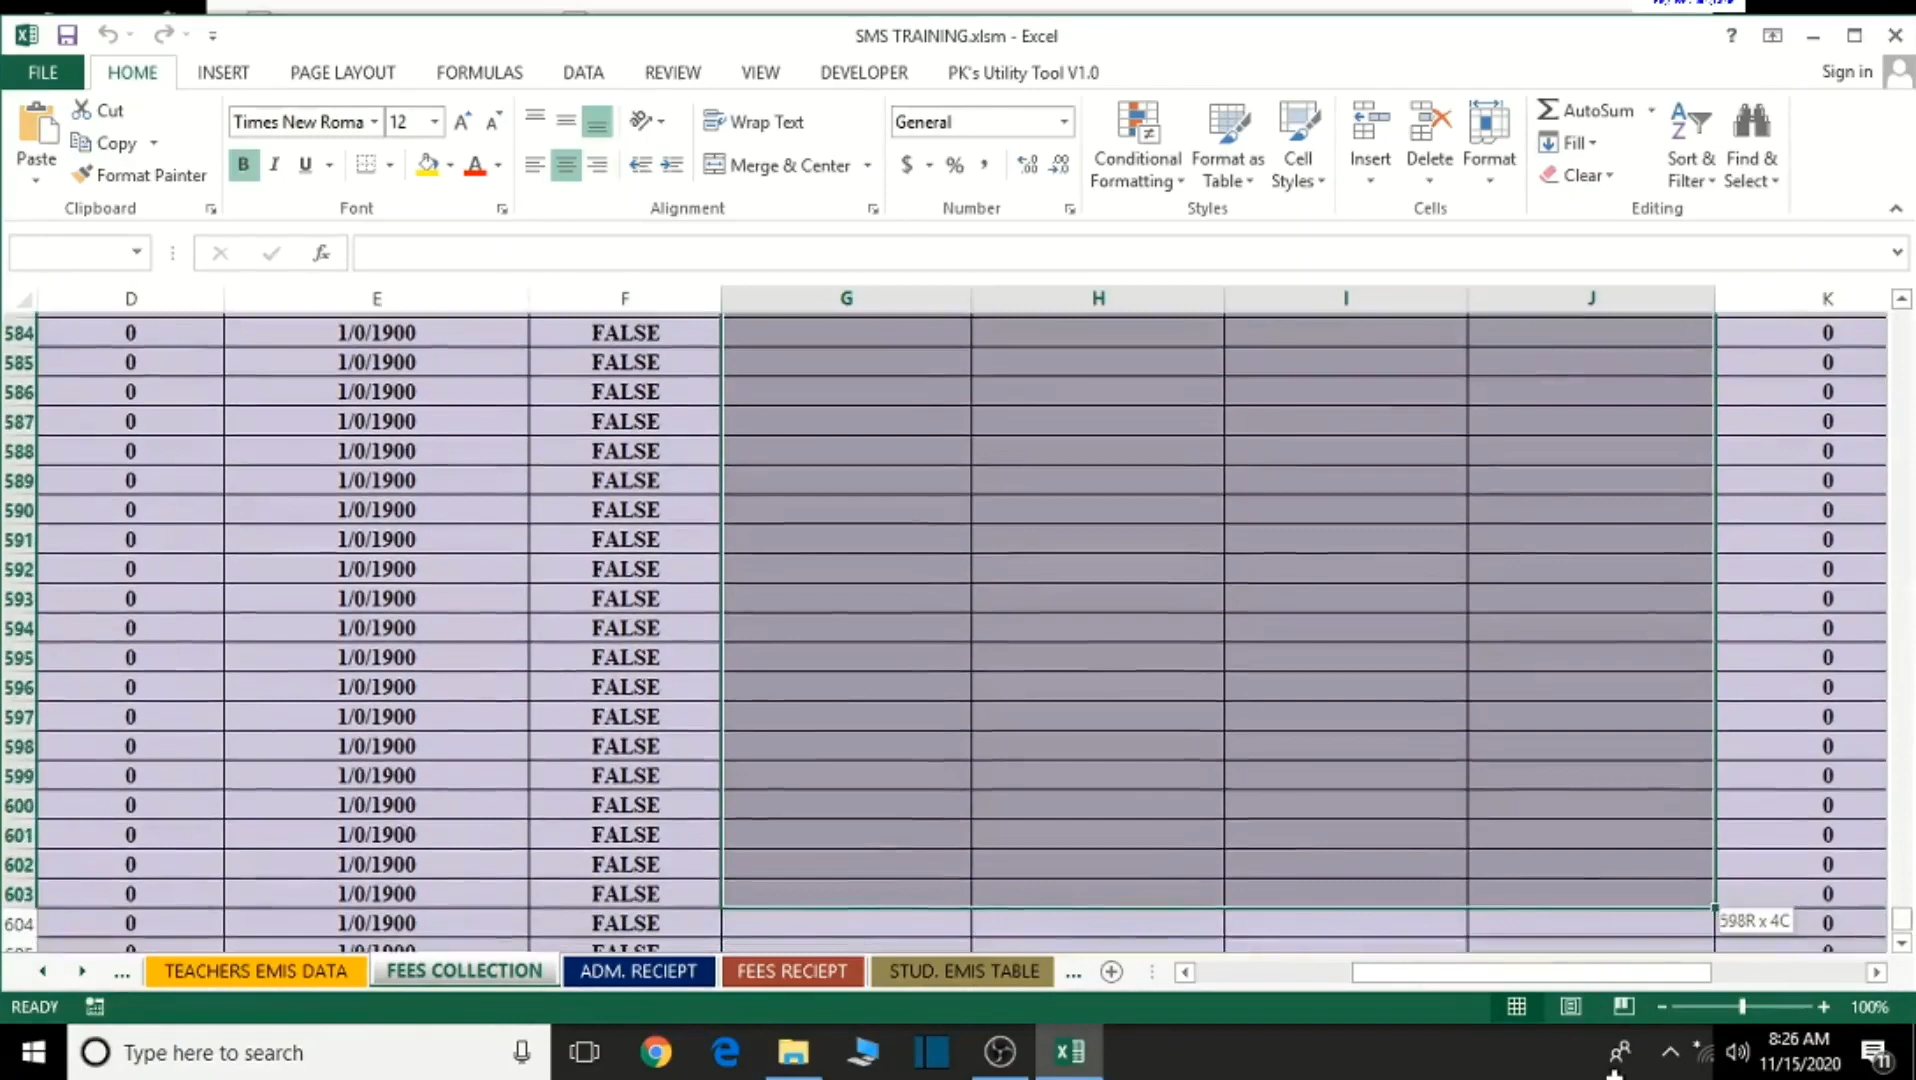 SMS TRAINING.xlsm - Excel
?
FILE HOME INSERT PAGE LAYOUT FORMULAS DATA REVIEW VIEW DEVELOPER PK's Utility Tool V1.0 Sign in
Paste Cut Copy Format Painter
Clipboard
Times New Roma 12
B I U A
Font
Wrap Text
Merge & Center
Alignment
General
$ % ,
Number
Conditional Formatting Format as Table Cell Styles
Styles
Insert Delete Format
Cells
AutoSum Fill Clear Sort & Filter Find & Select
Editing
fx
D E F G H I J K
584 0 1/0/1900 FALSE 0
585 0 1/0/1900 FALSE 0
586 0 1/0/1900 FALSE 0
587 0 1/0/1900 FALSE 0
588 0 1/0/1900 FALSE 0
589 0 1/0/1900 FALSE 0
590 0 1/0/1900 FALSE 0
591 0 1/0/1900 FALSE 0
592 0 1/0/1900 FALSE 0
593 0 1/0/1900 FALSE 0
594 0 1/0/1900 FALSE 0
595 0 1/0/1900 FALSE 0
596 0 1/0/1900 FALSE 0
597 0 1/0/1900 FALSE 0
598 0 1/0/1900 FALSE 0
599 0 1/0/1900 FALSE 0
600 0 1/0/1900 FALSE 0
601 0 1/0/1900 FALSE 0
602 0 1/0/1900 FALSE 0
603 0 1/0/1900 FALSE 0
604 0 1/0/1900 FALSE 598R x 4C 0
... TEACHERS EMIS DATA FEES COLLECTION ADM. RECIEPT FEES RECIEPT STUD. EMIS TABLE ...
READY 100%
Type here to search
8:26 AM
11/15/2020
11